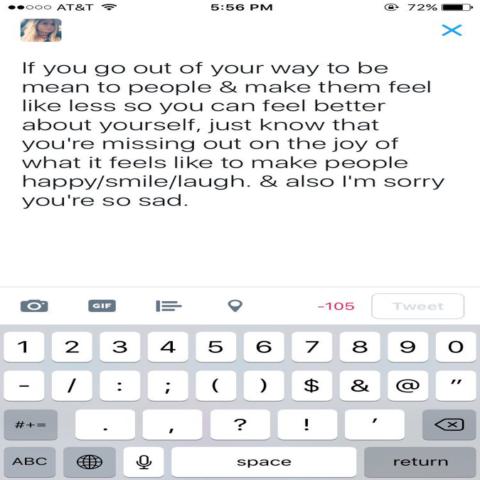 AT&T 5:56 PM 72%
If you go out of your way to be
mean to people & make them feel
like less so you can feel better
about yourself, just know that
you're missing out on the joy of
what it feels like to make people
happy/smile/laugh. & also I'm sorry
you're so sad.
GIF -105 Tweet
1 2 3 4 5 6 7 8 9 0
- / : ; ( ) $ & @ "
#+= . , ? ! '
ABC space return